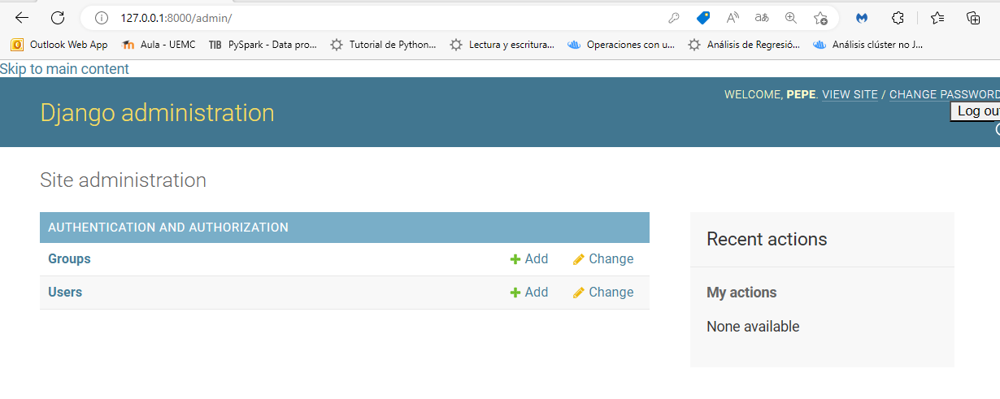 127.0.0.1:8000/admin/
Outlook Web App Aula - UEMC TIB PySpark - Data pro... Tutorial de Python... Lectura y escritura... Operaciones con u... Análisis de Regresió... Análisis clúster no J...
Skip to main content
WELCOME, PEPE. VIEW SITE / CHANGE PASSWORD
Django administration
Log ou
Site administration
AUTHENTICATION AND AUTHORIZATION
Groups Add Change
Users Add Change
Recent actions
My actions
None available